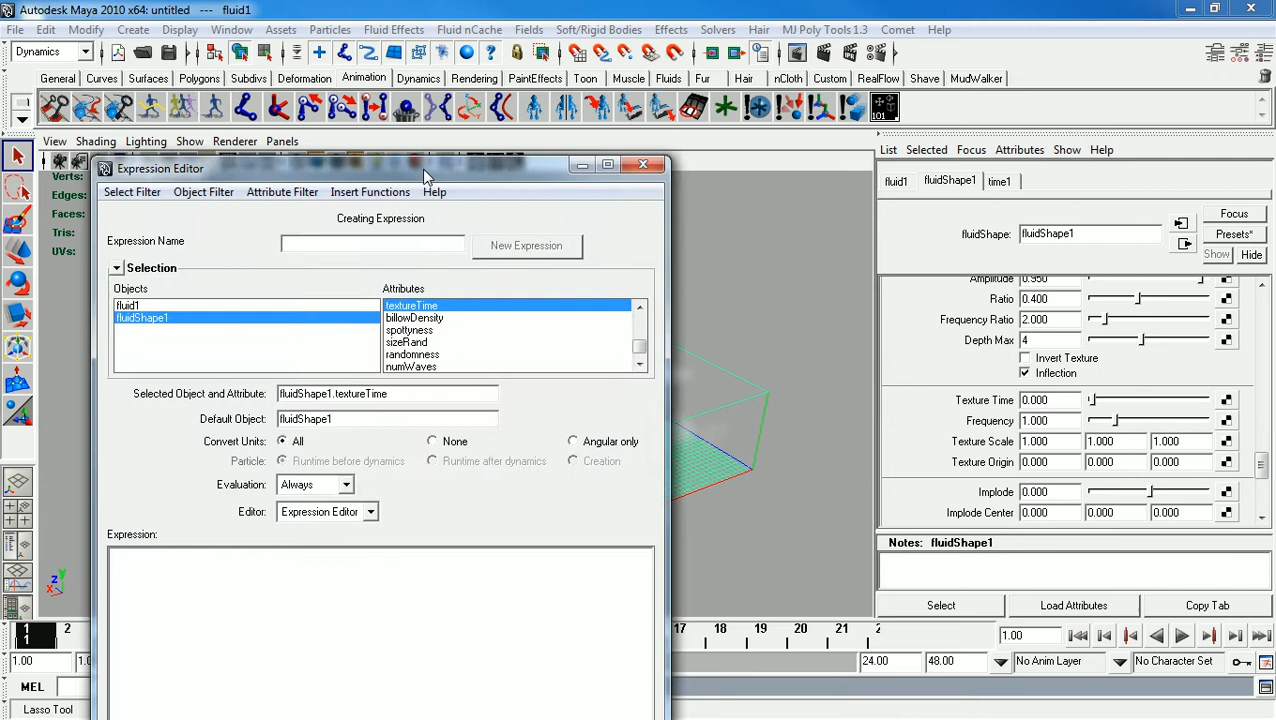 Autodesk Maya 2010 x64: untitled --- fluid1
File Edit Modify Create Display Window Assets Particles Fluid Effects Fluid nCache Fields Soft/Rigid Bodies Effects Solvers Hair MJ Poly Tools 1.3 Comet Help
Dynamics
General Curves Surfaces Polygons Subdivs Deformation Animation Dynamics Rendering PaintEffects Toon Muscle Fluids Fur Hair nCloth Custom RealFlow Shave MudWalker
101
View Shading Lighting Show Renderer Panels
List Selected Focus Attributes Show Help
Verts:
Edges:
Faces:
Tris:
UVs:
Expression Editor
Select Filter Object Filter Attribute Filter Insert Functions Help
Creating Expression
Expression Name New Expression
Selection
Objects Attributes
fluid1 textureTime
fluidShape1 billowDensity
spottyness
sizeRand
randomness
numWaves
Selected Object and Attribute: fluidShape1.textureTime
Default Object: fluidShape1
Convert Units: All None Angular only
Particle: Runtime before dynamics Runtime after dynamics Creation
Evaluation: Always
Editor: Expression Editor
Expression:
fluid1 fluidShape1 time1
fluidShape: fluidShape1
Focus
Presets*
Show Hide
Amplitude 0.950
Ratio 0.400
Frequency Ratio 2.000
Depth Max 4
Invert Texture
Inflection
Texture Time 0.000
Frequency 1.000
Texture Scale 1.000 1.000 1.000
Texture Origin 0.000 0.000 0.000
Implode 0.000
Implode Center 0.000 0.000 0.000
Notes: fluidShape1
Select Load Attributes Copy Tab
z y x
1 2 17 18 19 20 21 2
1 1.00
1.00 1.0 24.00 48.00 No Anim Layer No Character Set
MEL
Lasso Tool